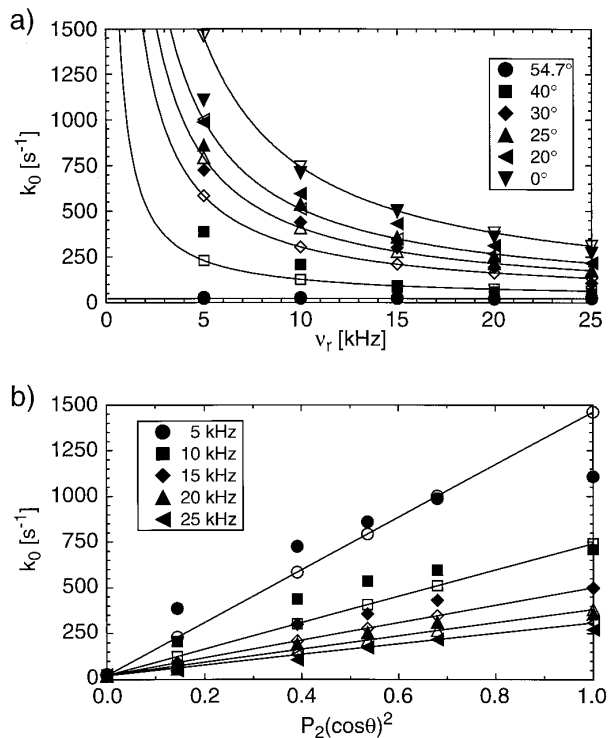 a)
1500
1250
1000
750
500
250
0
k₀ [s⁻¹]
54.7°
40°
30°
25°
20°
0°
0 5 10 15 20 25
νᵣ [kHz]
b)
1500
1250
1000
750
500
250
0
k₀ [s⁻¹]
5 kHz
10 kHz
15 kHz
20 kHz
25 kHz
0.0 0.2 0.4 0.6 0.8 1.0
P₂(cosθ)²